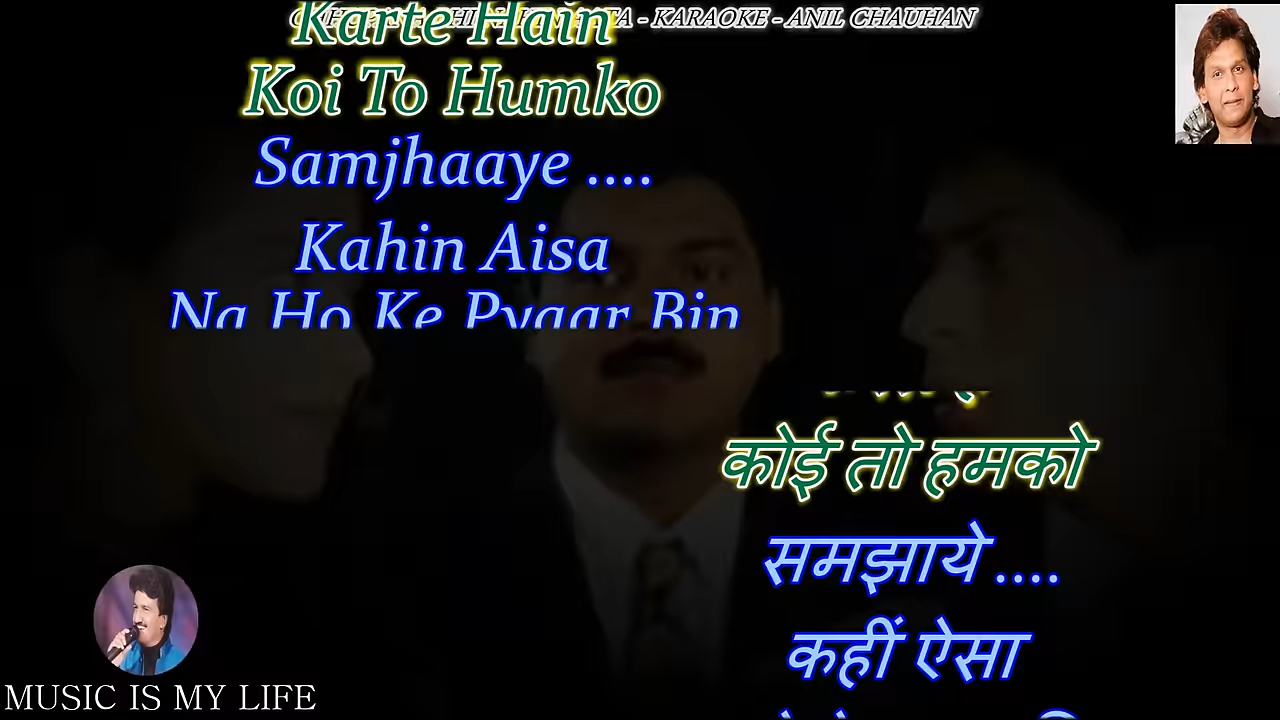 - KARAOKE - ANIL CHAUHAN
Karte Hain
Koi To Humko
Samjhaaye ....
Kahin Aisa
Na Ho Ke Pyaar Bin
कोई तो हमको
समझाये ....
कहीं ऐसा
MUSIC IS MY LIFE